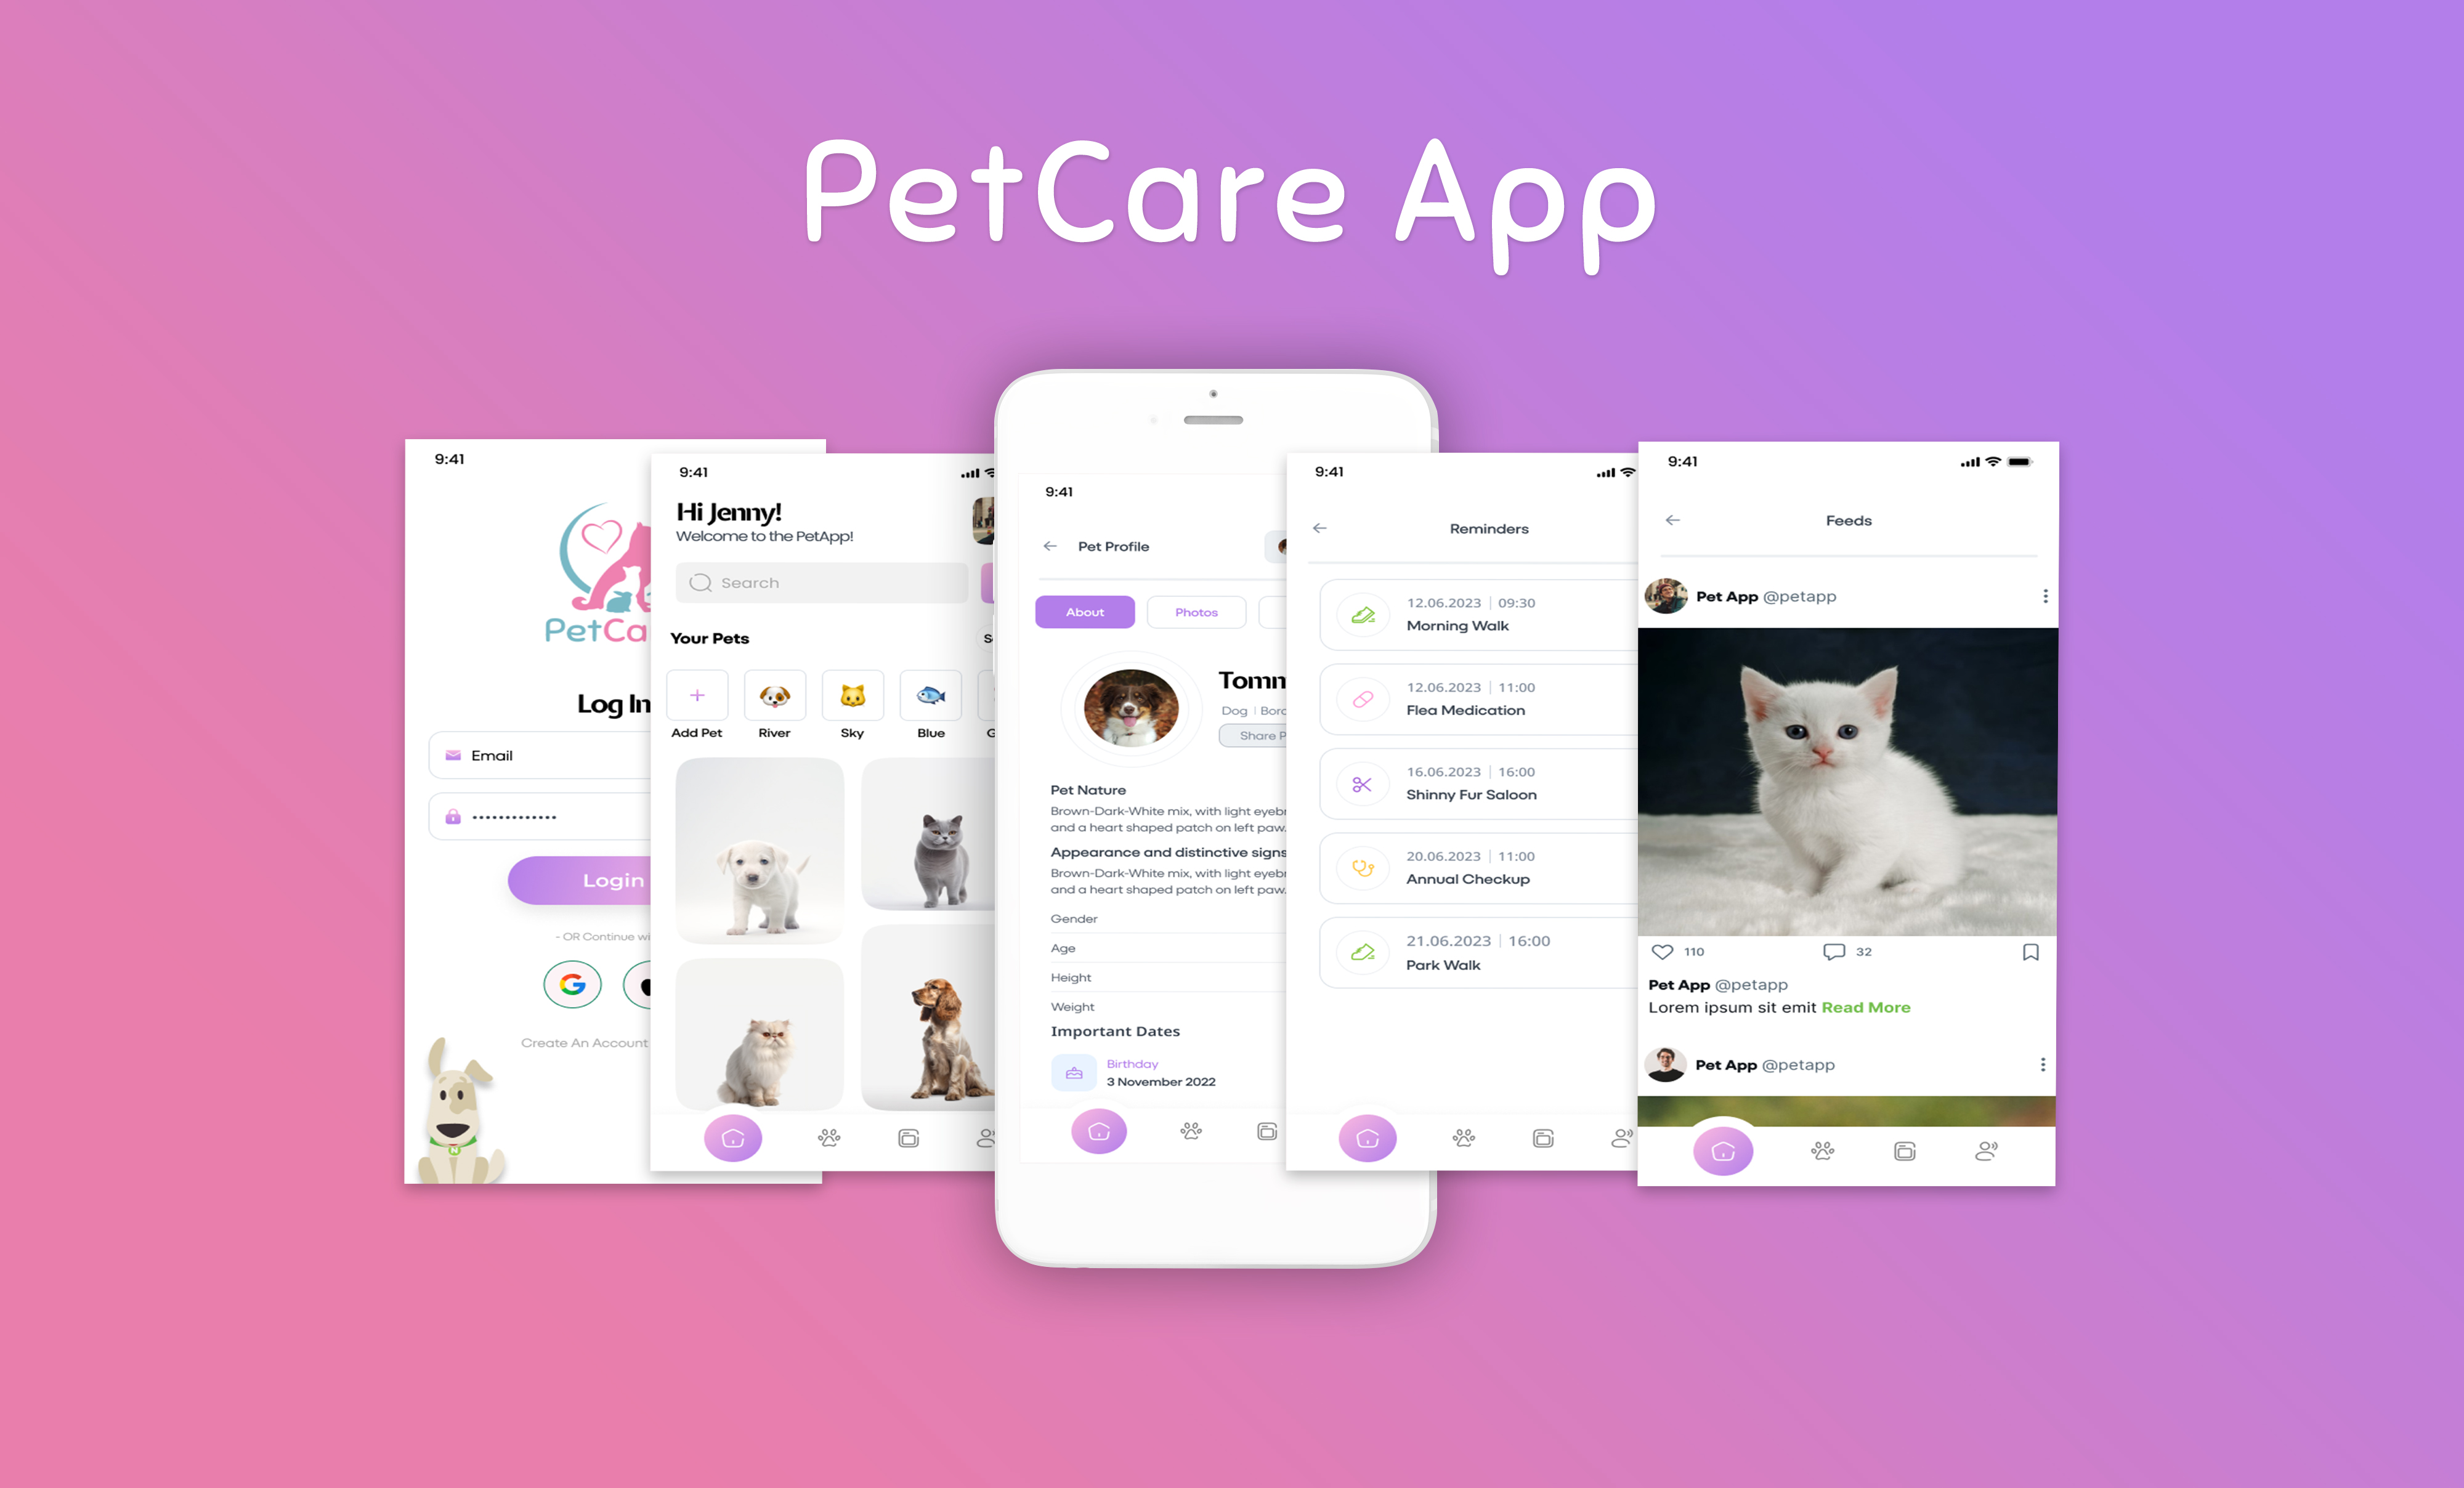 PetCare App
9:41
PetCa
Log In
Email
Login
- OR Continue wi
Create An Account
N
9:41
Hi Jenny!
Welcome to the PetApp!
Search
Your Pets
Add Pet
River
Sky
Blue
9:41
Pet Profile
About
Photos
Tomm
Dog | Bord
Share P
Pet Nature
Brown-Dark-White mix, with light eyebr
and a heart shaped patch on left paw.
Appearance and distinctive signs
Brown-Dark-White mix, with light eyebr
and a heart shaped patch on left paw.
Gender
Age
Height
Weight
Important Dates
Birthday
3 November 2022
9:41
Reminders
12.06.2023 | 09:30
Morning Walk
12.06.2023 | 11:00
Flea Medication
16.06.2023 | 16:00
Shinny Fur Saloon
20.06.2023 | 11:00
Annual Checkup
21.06.2023 | 16:00
Park Walk
9:41
Feeds
Pet App @petapp
110
32
Pet App @petapp
Lorem ipsum sit emit Read More
Pet App @petapp